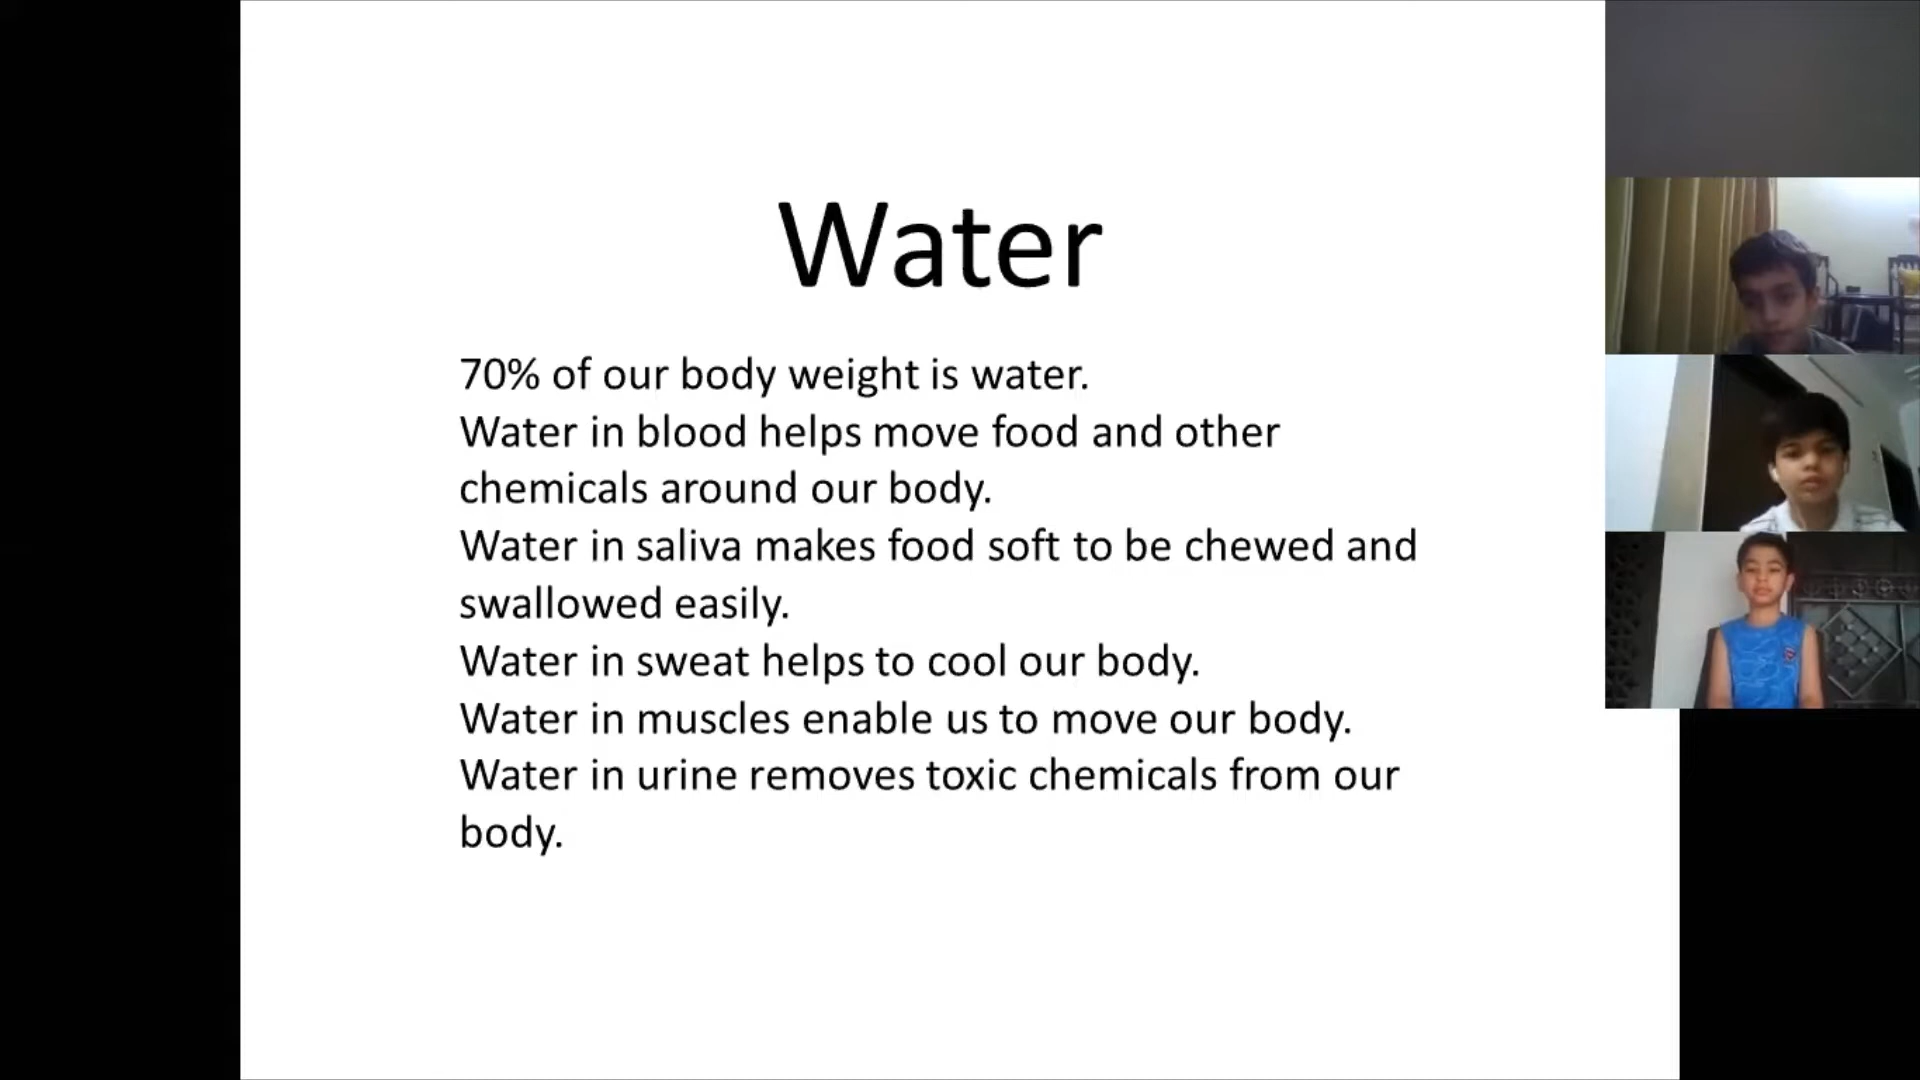 Water
70% of our body weight is water.
Water in blood helps move food and other
chemicals around our body.
Water in saliva makes food soft to be chewed and
swallowed easily.
Water in sweat helps to cool our body.
Water in muscles enable us to move our body.
Water in urine removes toxic chemicals from our
body.